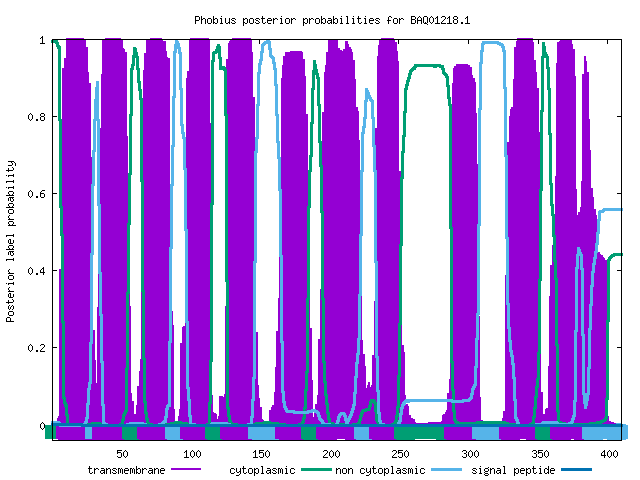 Phobius posterior probabilities for BAQ01218.1
Posterior label probability
1
0.8
0.6
0.4
0.2
0
50 100 150 200 250 300 350 400
transmembrane cytoplasmic non cytoplasmic signal peptide